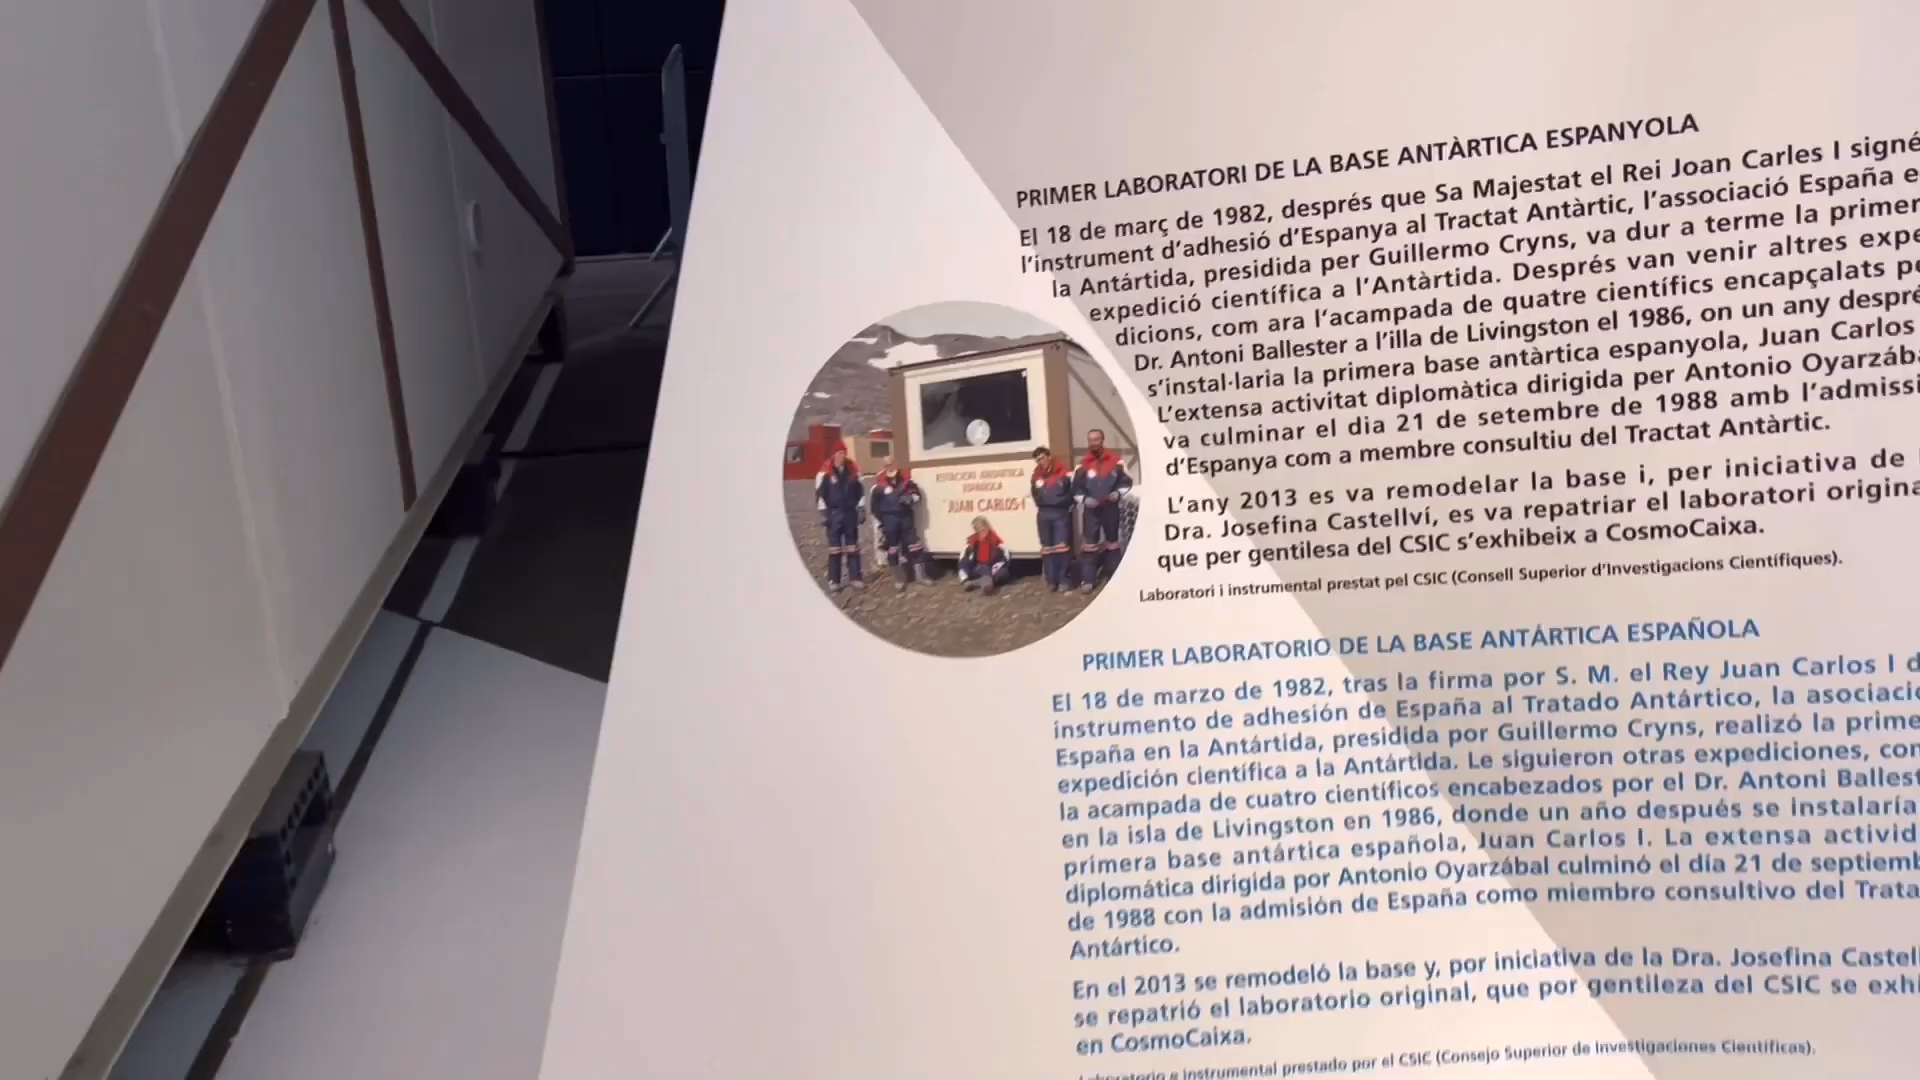 PRIMER LABORATORI DE LA BASE ANTÀRTICA ESPANYOLA
El 18 de març de 1982, després que Sa Majestat el Rei Joan Carles I signé
l'instrument d'adhesió d'Espanya al Tractat Antàrtic, l'associació España e
la Antártida, presidida per Guillermo Cryns, va dur a terme la primer
expedició científica a l'Antàrtida. Després van venir altres expe
dicions, com ara l'acampada de quatre científics encapçalats pe
Dr. Antoni Ballester a l'illa de Livingston el 1986, on un any despré
s'instal·laria la primera base antàrtica espanyola, Juan Carlos
L'extensa activitat diplomàtica dirigida per Antonio Oyarzáb
va culminar el dia 21 de setembre de 1988 amb l'admissi
d'Espanya com a membre consultiu del Tractat Antàrtic.
L'any 2013 es va remodelar la base i, per iniciativa de
Dra. Josefina Castellví, es va repatriar el laboratori origina
que per gentilesa del CSIC s'exhibeix a CosmoCaixa.
Laboratori i instrumental prestat pel CSIC (Consell Superior d'Investigacions Científiques).
ESTACION ANTARTICA
ESPAÑOLA
"JUAN CARLOS-I"
PRIMER LABORATORIO DE LA BASE ANTÁRTICA ESPAÑOLA
El 18 de marzo de 1982, tras la firma por S. M. el Rey Juan Carlos I d
instrumento de adhesión de España al Tratado Antártico, la asociació
España en la Antártida, presidida por Guillermo Cryns, realizó la prime
expedición científica a la Antártida. Le siguieron otras expediciones, con
la acampada de cuatro científicos encabezados por el Dr. Antoni Ballest
en la isla de Livingston en 1986, donde un año después se instalaría
primera base antártica española, Juan Carlos I. La extensa activid
diplomática dirigida por Antonio Oyarzábal culminó el día 21 de septiemb
de 1988 con la admisión de España como miembro consultivo del Trata
Antártico.
En el 2013 se remodeló la base y, por iniciativa de la Dra. Josefina Castell
se repatrió el laboratorio original, que por gentileza del CSIC se exhi
en CosmoCaixa.
Laboratorio e instrumental prestado por el CSIC (Consejo Superior de Investigaciones Científicas).